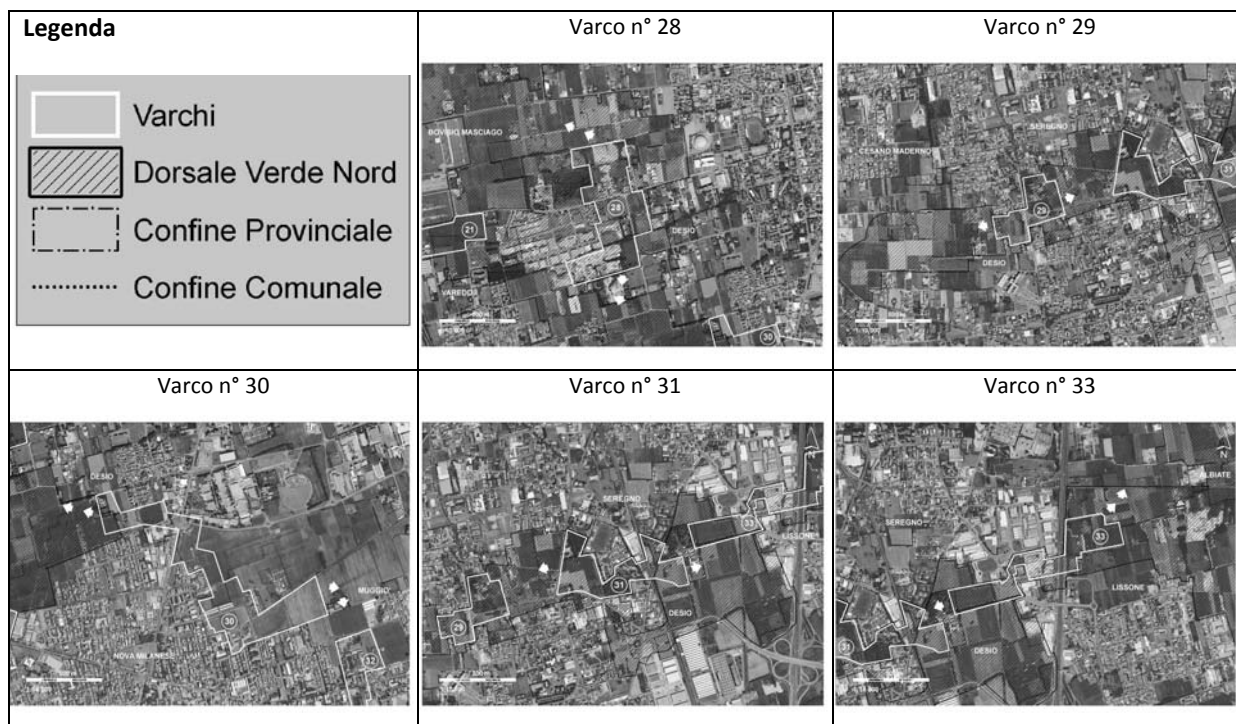 Legenda
Varchi
Dorsale Verde Nord
Confine Provinciale
Confine Comunale
Varco n° 28
BOVISIO MASCIAGO
28
21
DESIO
VAREDO
30
Varco n° 29
SEREGNO
CESANO MADERNO
31
29
DESIO
Varco n° 30
DESIO
MUGGIO'
30
NOVA MILANESE
32
Varco n° 31
N
SEREGNO
33
LISSONE
31
29
DESIO
Varco n° 33
N
ALBIATE
SEREGNO
33
LISSONE
31
DESIO